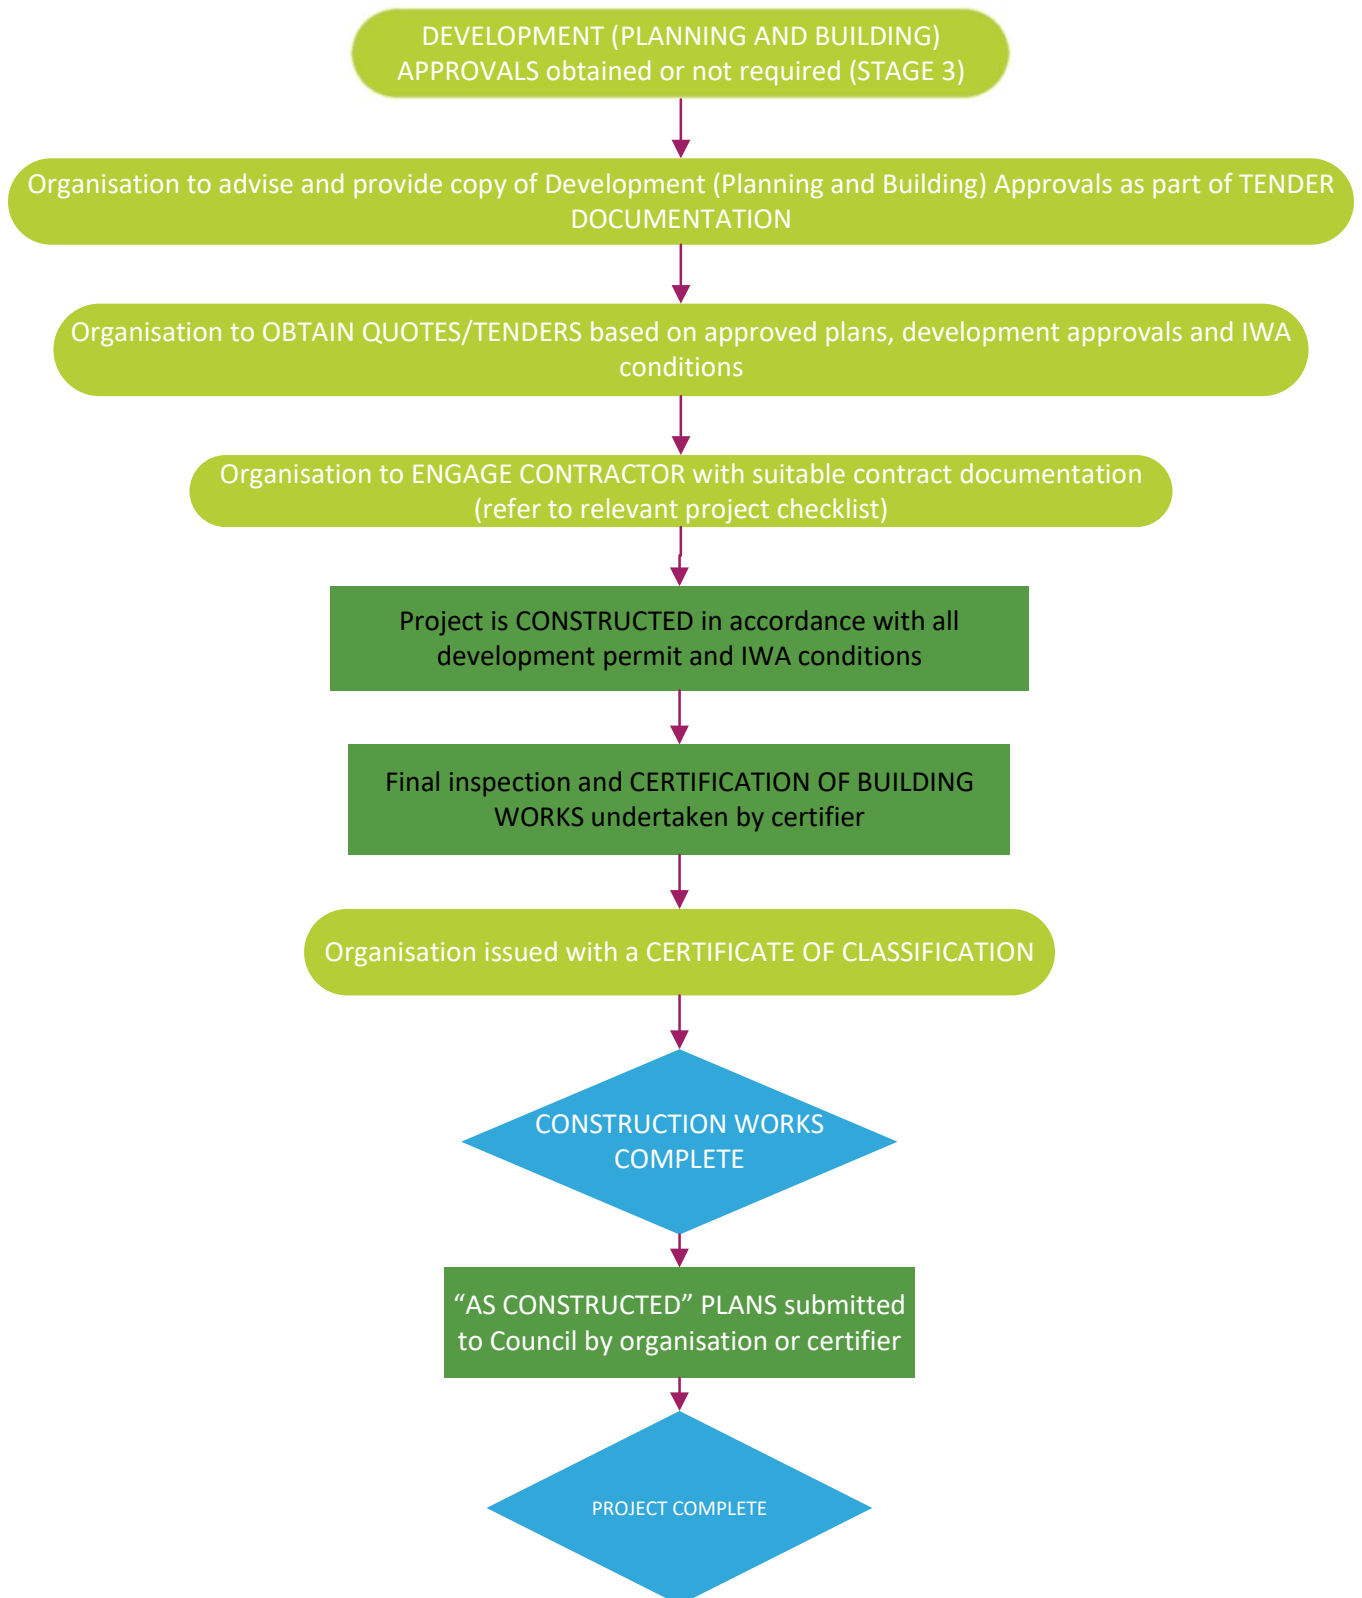 DEVELOPMENT (PLANNING AND BUILDING)
APPROVALS obtained or not required (STAGE 3)
Organisation to advise and provide copy of Development (Planning and Building) Approvals as part of TENDER
DOCUMENTATION
Organisation to OBTAIN QUOTES/TENDERS based on approved plans, development approvals and IWA
conditions
Organisation to ENGAGE CONTRACTOR with suitable contract documentation
(refer to relevant project checklist)
Project is CONSTRUCTED in accordance with all
development permit and IWA conditions
Final inspection and CERTIFICATION OF BUILDING
WORKS undertaken by certifier
Organisation issued with a CERTIFICATE OF CLASSIFICATION
CONSTRUCTION WORKS
COMPLETE
“AS CONSTRUCTED” PLANS submitted
to Council by organisation or certifier
PROJECT COMPLETE